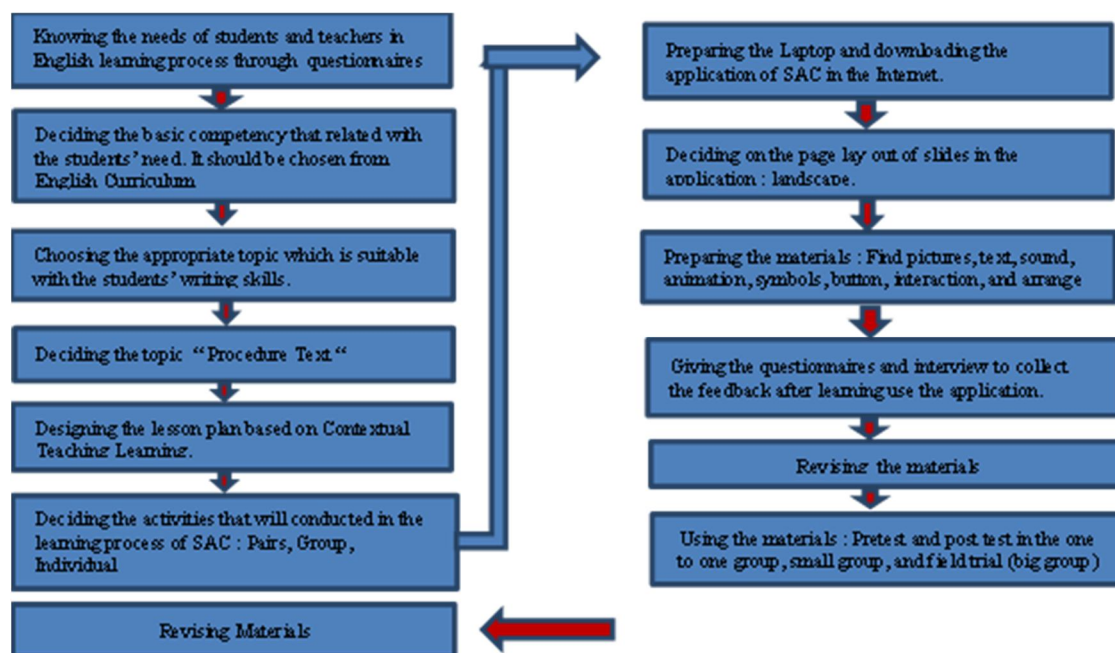 Knowing the needs of students and teachers in
English learning process through questionnaires
Deciding the basic competency that related with
the students' need. It should be chosen from
English Curriculum
Choosing the appropriate topic which is suitable
with the students' writing skills.
Deciding the topic "Procedure Text"
Designing the lesson plan based on Contextual
Teaching Learning.
Deciding the activities that will conducted in the
learning process of SAC : Pairs, Group,
Individual
Preparing the Laptop and downloading the
application of SAC in the Internet.
Deciding on the page lay out of slides in the
application : landscape.
Preparing the materials : Find pictures, text, sound,
animation, symbols, button, interaction, and arrange
Giving the questionnaires and interview to collect
the feedback after learning use the application.
Revising the materials
Using the materials : Pretest and post test in the one
to one group, small group, and field trial (big group)
Revising Materials